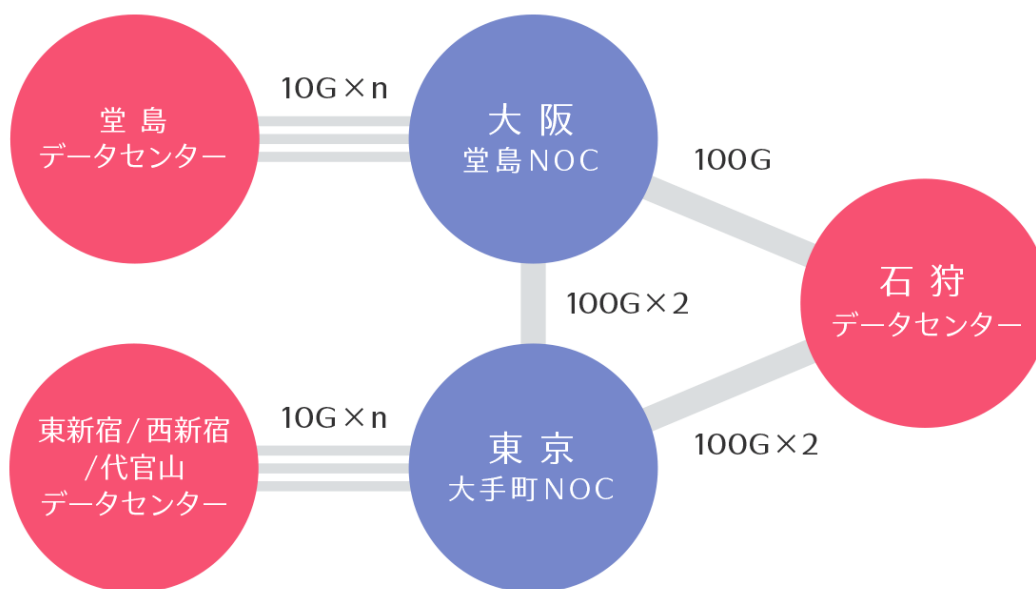 堂島
データセンター
10G×n
大阪
堂島NOC
100G
石狩
データセンター
100G×2
東新宿/西新宿
/代官山
データセンター
10G×n
東京
大手町NOC
100G×2